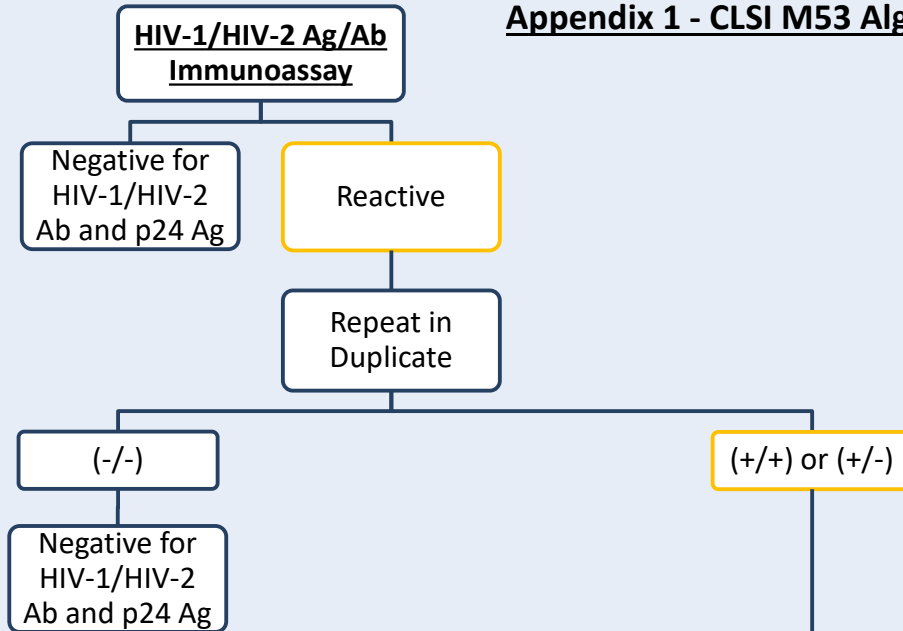 Appendix 1 - CLSI M53 Alg
HIV-1/HIV-2 Ag/Ab
Immunoassay
Negative for
HIV-1/HIV-2
Ab and p24 Ag
Reactive
Repeat in
Duplicate
(-/-)
(+/+) or (+/-)
Negative for
HIV-1/HIV-2
Ab and p24 Ag